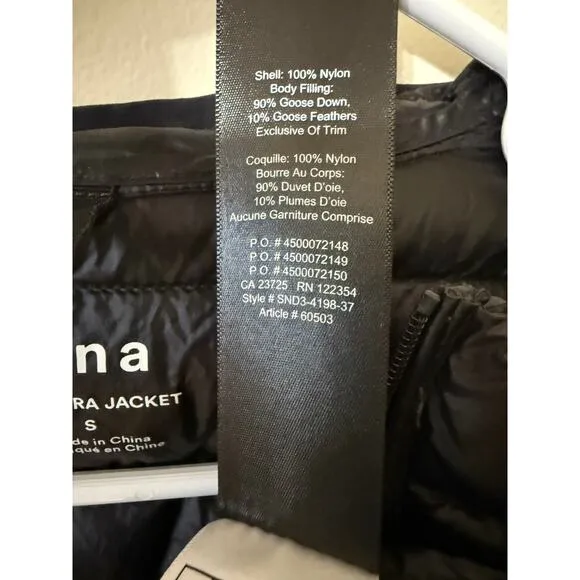 Shell: 100% Nylon
Body Filling:
90% Goose Down,
10% Goose Feathers
Exclusive Of Trim
Coquille: 100% Nylon
Bourre Au Corps:
90% Duvet D'oie,
10% Plumes D'oie
Aucune Garniture Comprise
P.O. # 4500072148
P.O. # 4500072149
P.O. # 4500072150
CA 23725 RN 122354
Style # SND3-4198-37
Article # 60503
na
RA JACKET
S
de in China
qué en Chine